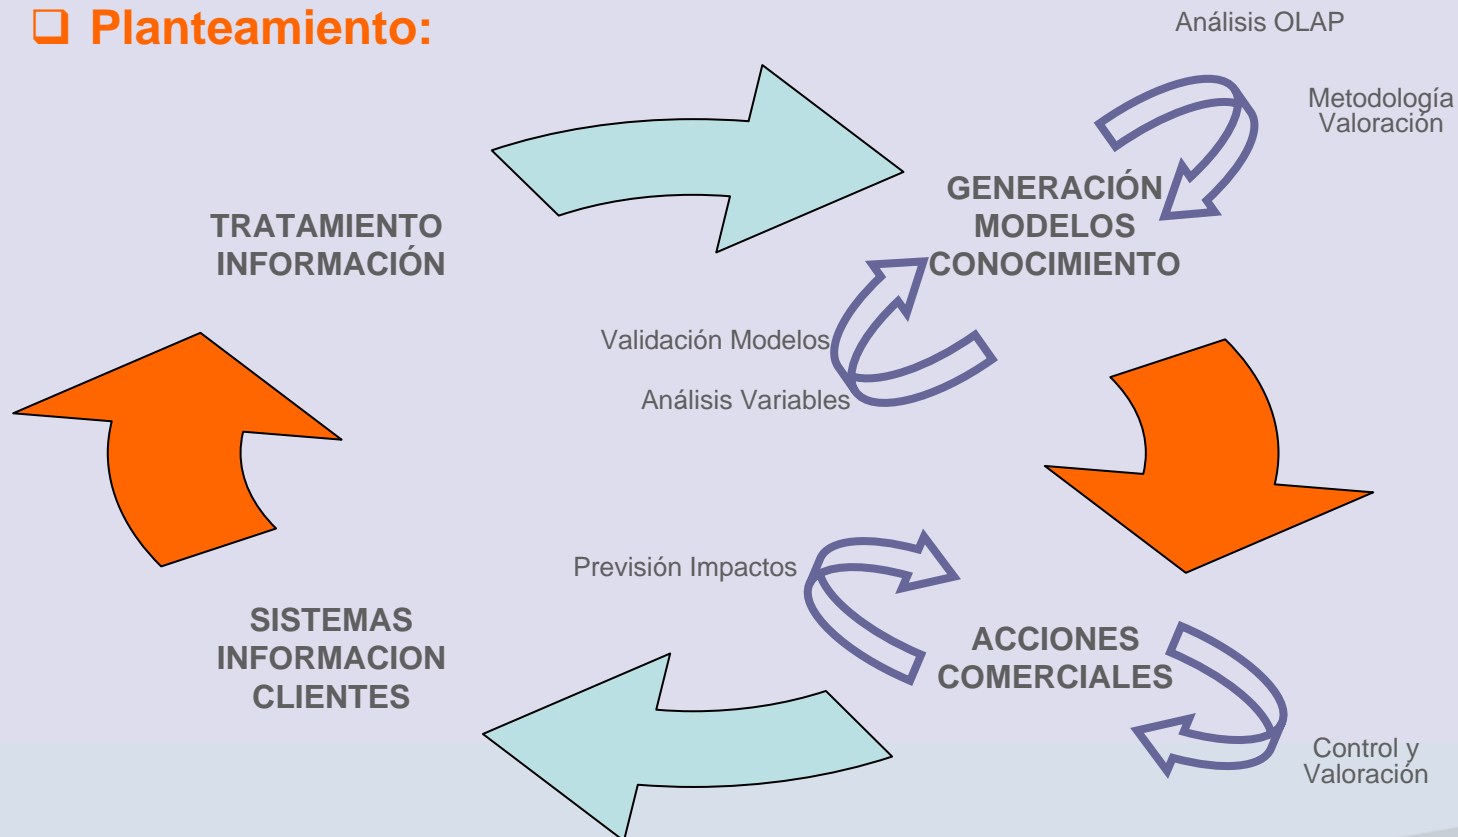 Planteamiento:
Análisis OLAP
Metodología
Valoración
TRATAMIENTO
INFORMACIÓN
GENERACIÓN
MODELOS
CONOCIMIENTO
Validación Modelos
Análisis Variables
Previsión Impactos
SISTEMAS
INFORMACION
CLIENTES
ACCIONES
COMERCIALES
Control y
Valoración